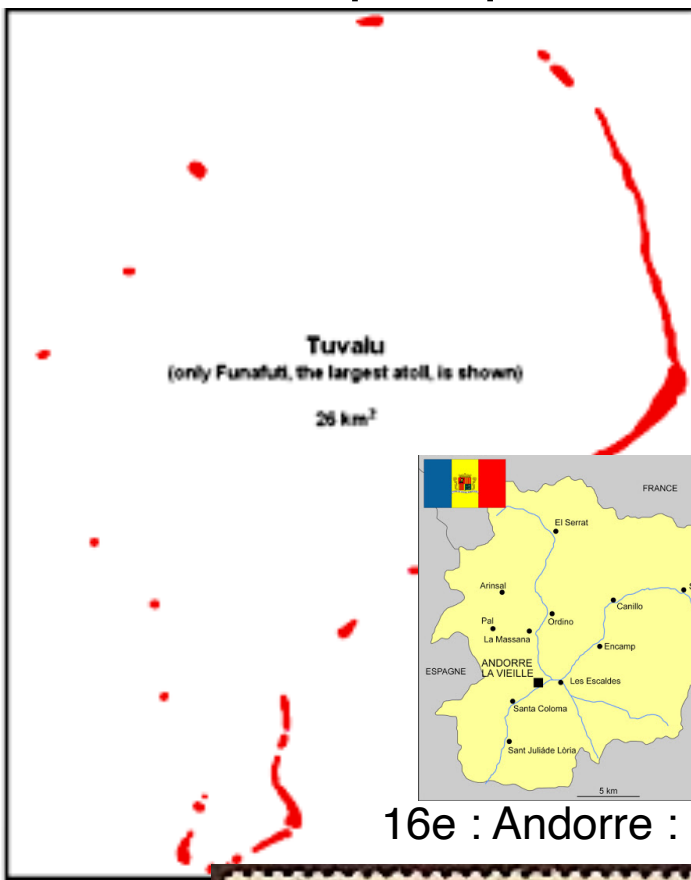 Tuvalu
(only Funafuti, the largest atoll, is shown)
26 km²
FRANCE
El Serrat
Arinsal
Canillo
Pal
Ordino
La Massana
Encamp
ESPAGNE
ANDORRE
LA VIEILLE
Les Escaldes
Santa Coloma
Sant Juliáde Lòria
5 km
16e : Andorre :